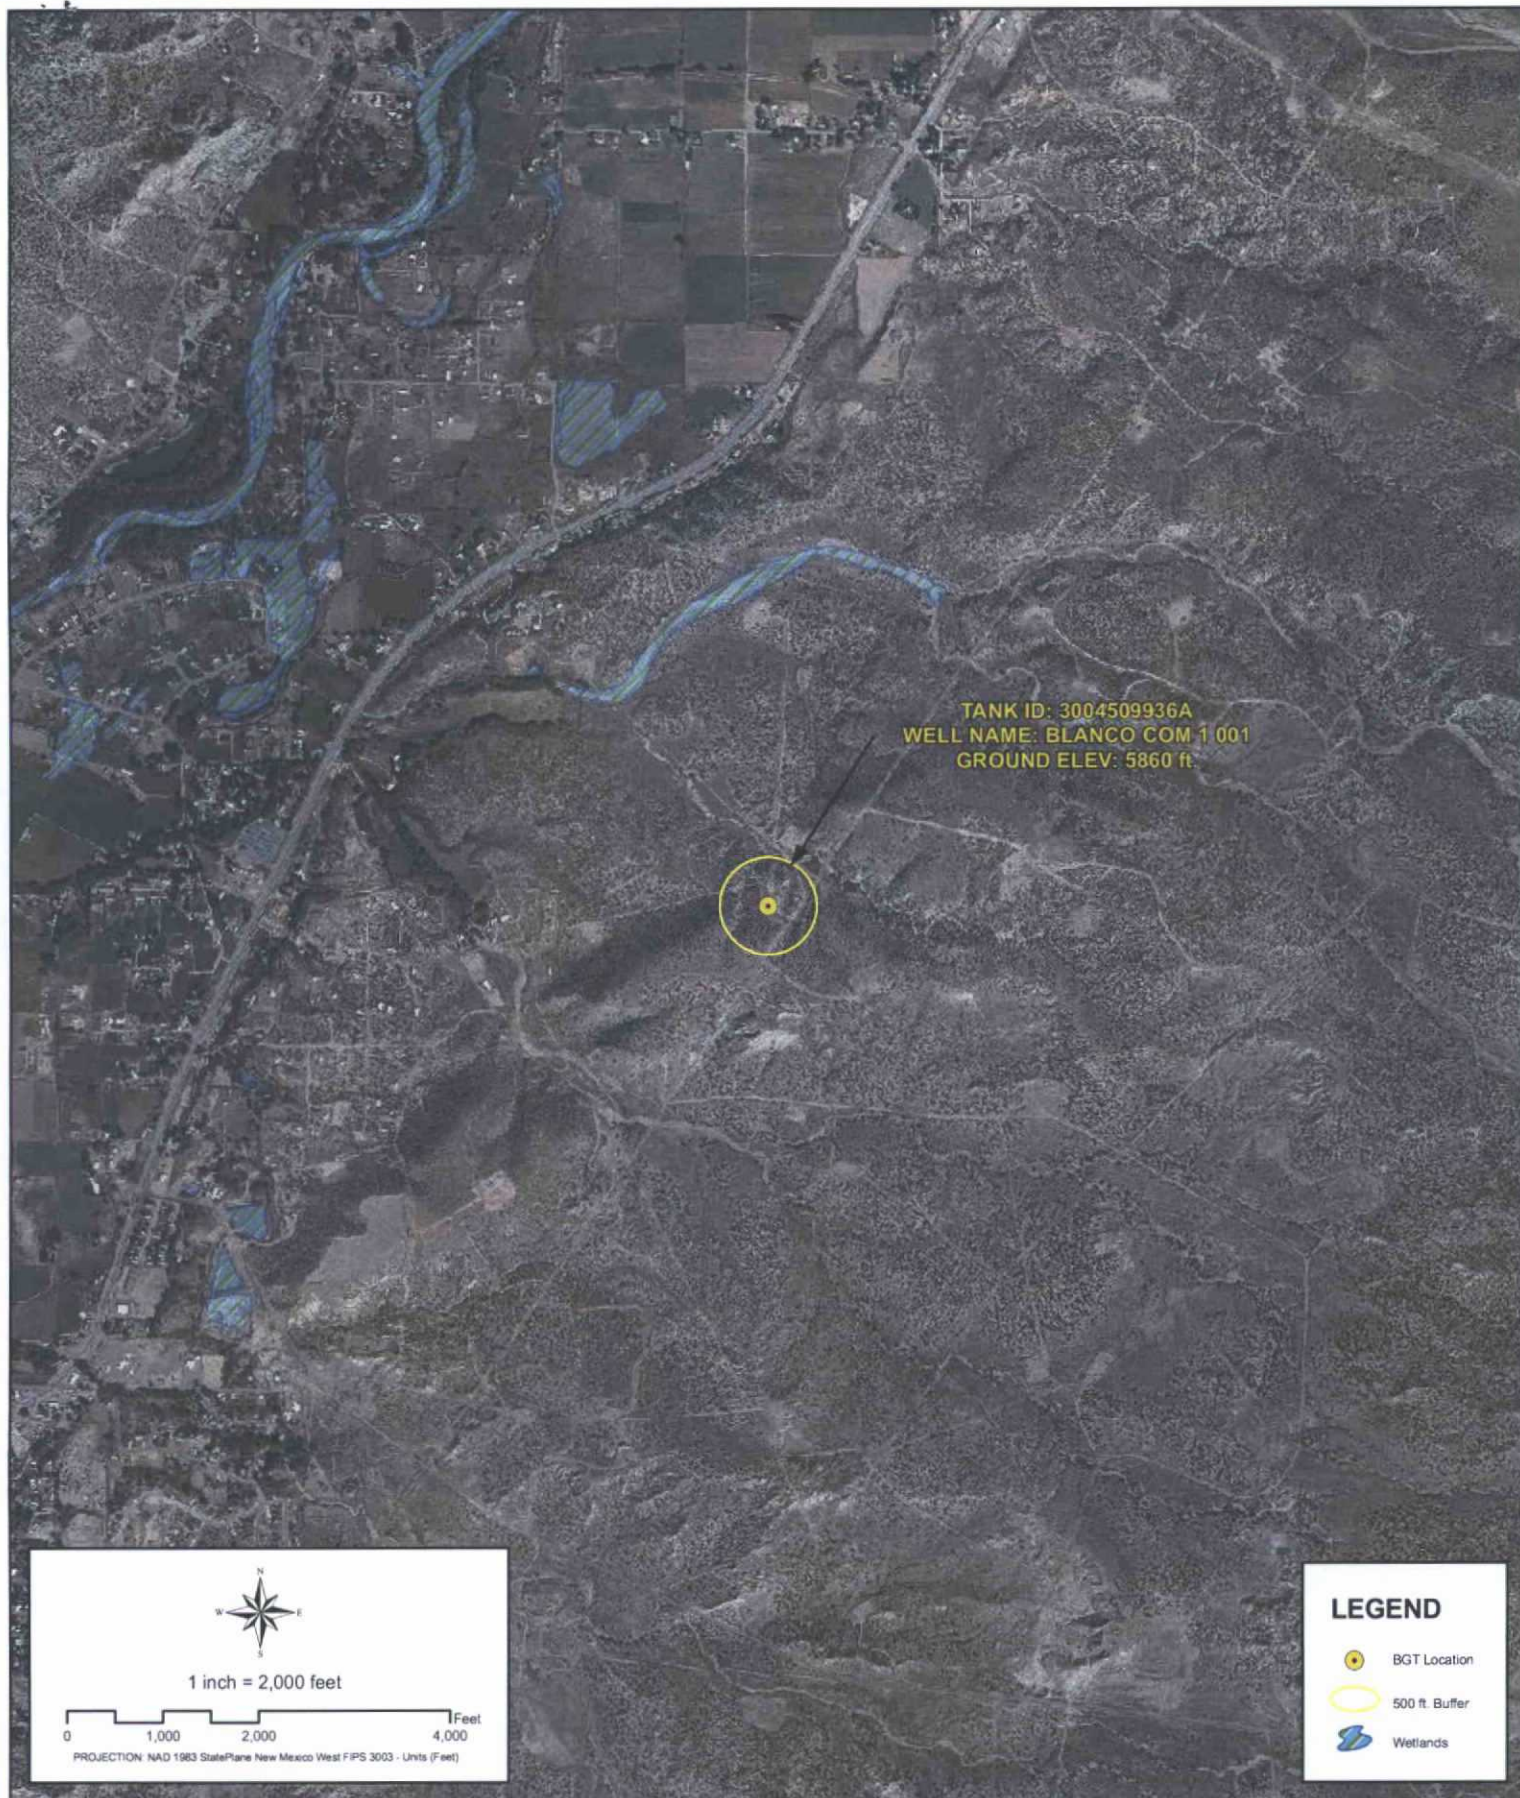 TANK ID: 3004509936A
WELL NAME: BLANCO COM 1 001
GROUND ELEV: 5860 ft.
N
W E
S
1 inch = 2,000 feet
Feet
0 1,000 2,000 4,000
PROJECTION: NAD 1983 StatePlane New Mexico West FIPS 3003 - Units (Feet)
LEGEND
BGT Location
500 ft. Buffer
Wetlands